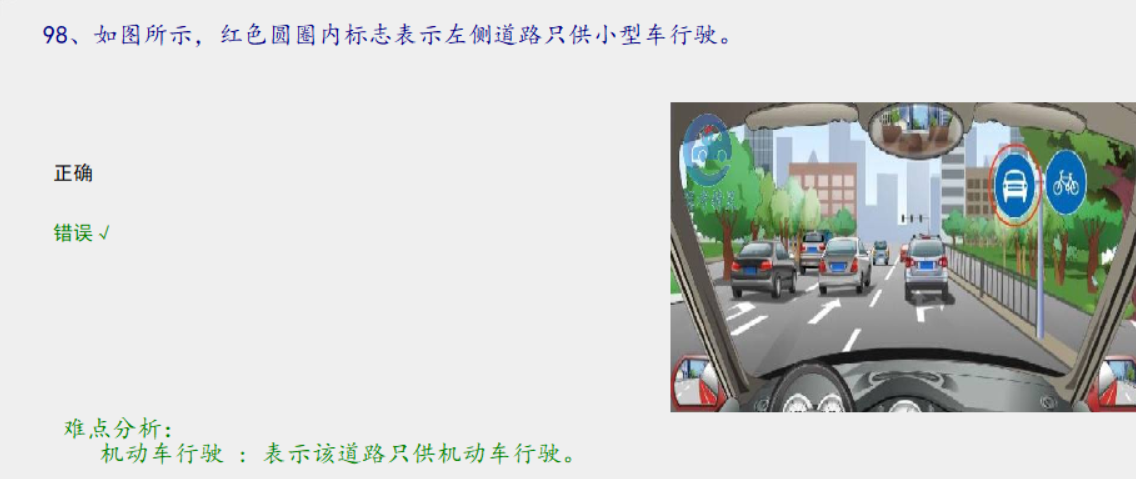 98、如图所示，红色圆圈内标志表示左侧道路只供小型车行驶。
正确
错误 √
难点分析：
机动车行驶 ：表示该道路只供机动车行驶。